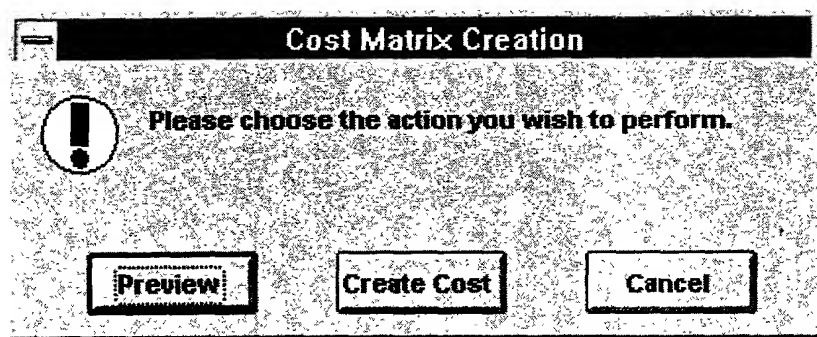 Cost Matrix Creation
Please choose the action you wish to perform.
Preview Create Cost Cancel